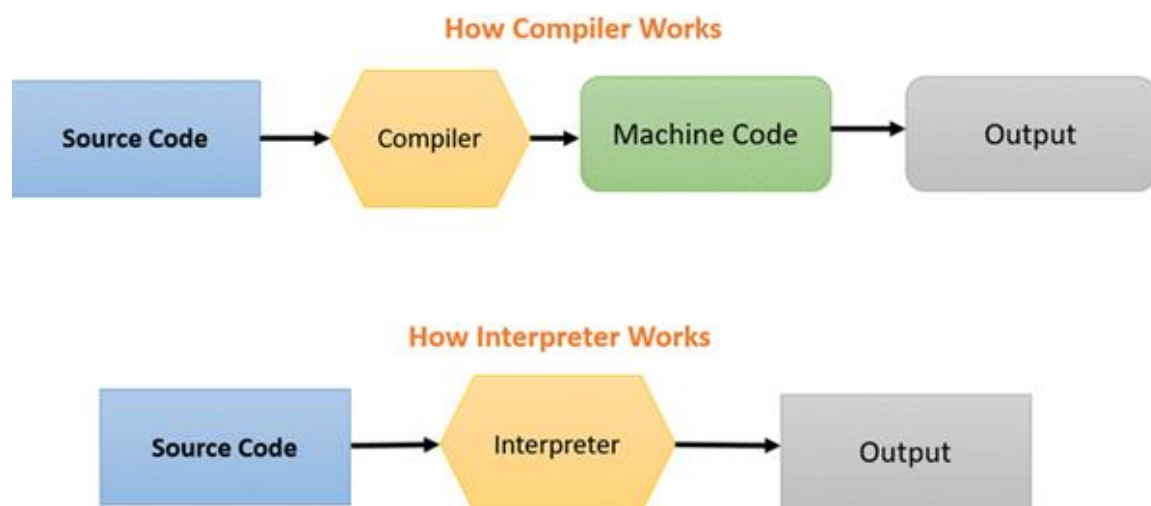 How Compiler Works
Source Code
Compiler
Machine Code
Output
How Interpreter Works
Source Code
Interpreter
Output